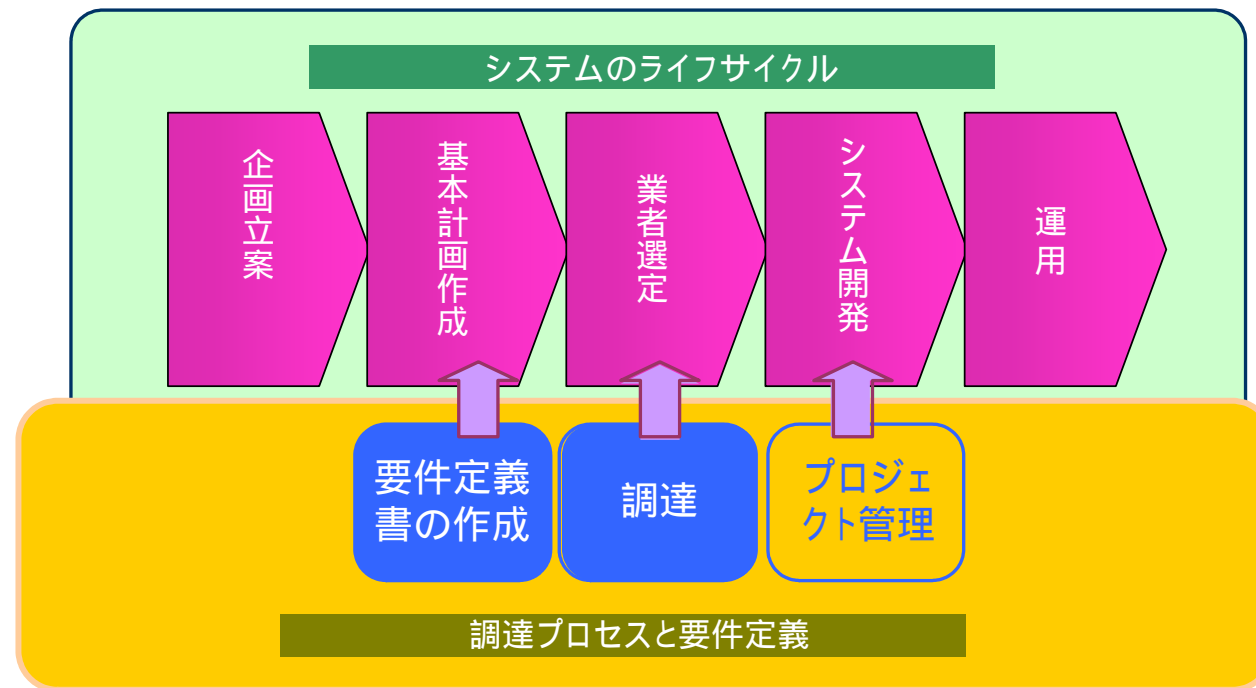 システムのライフサイクル
企画立案
基本計画作成
業者選定
システム開発
運用
要件定義
書の作成
調達
プロジェ
クト管理
調達プロセスと要件定義